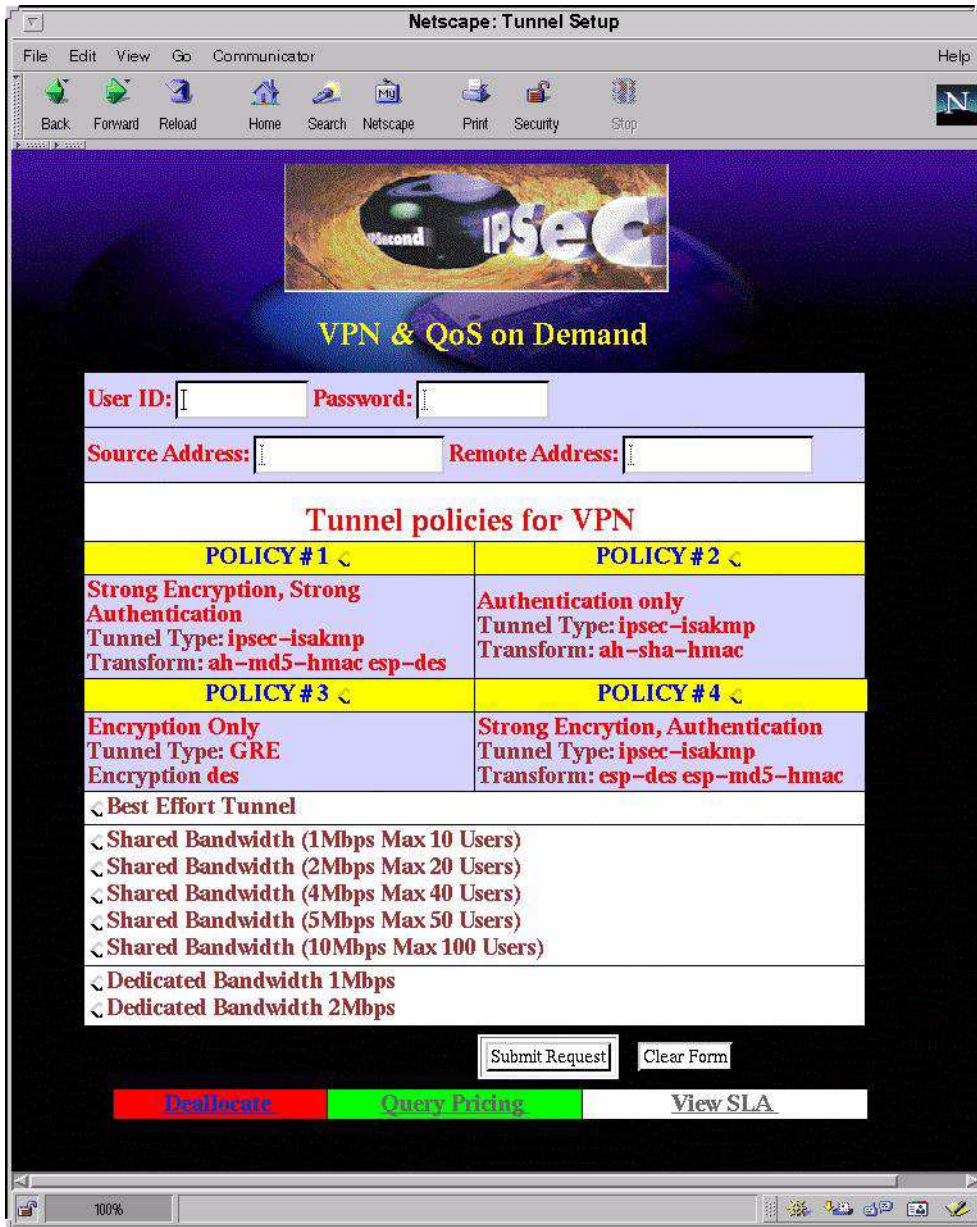 Netscape: Tunnel Setup
File Edit View Go Communicator Help
Back Forward Reload Home Search Netscape Print Security Stop
My
N
IPSecond IPSec
VPN & QoS on Demand
User ID: Password:
Source Address: Remote Address:
Tunnel policies for VPN
POLICY # 1 POLICY # 2
Strong Encryption, Strong
Authentication
Tunnel Type: ipsec-isakmp
Transform: ah-md5-hmac esp-des
Authentication only
Tunnel Type: ipsec-isakmp
Transform: ah-sha-hmac
POLICY # 3 POLICY # 4
Encryption Only
Tunnel Type: GRE
Encryption des
Strong Encrytion, Authentication
Tunnel Type: ipsec-isakmp
Transform: esp-des esp-md5-hmac
Best Effort Tunnel
Shared Bandwidth (1Mbps Max 10 Users)
Shared Bandwidth (2Mbps Max 20 Users)
Shared Bandwidth (4Mbps Max 40 Users)
Shared Bandwidth (5Mbps Max 50 Users)
Shared Bandwidth (10Mbps Max 100 Users)
Dedicated Bandwidth 1Mbps
Dedicated Bandwidth 2Mbps
Submit Request Clear Form
Deallocate Query Pricing View SLA
100%